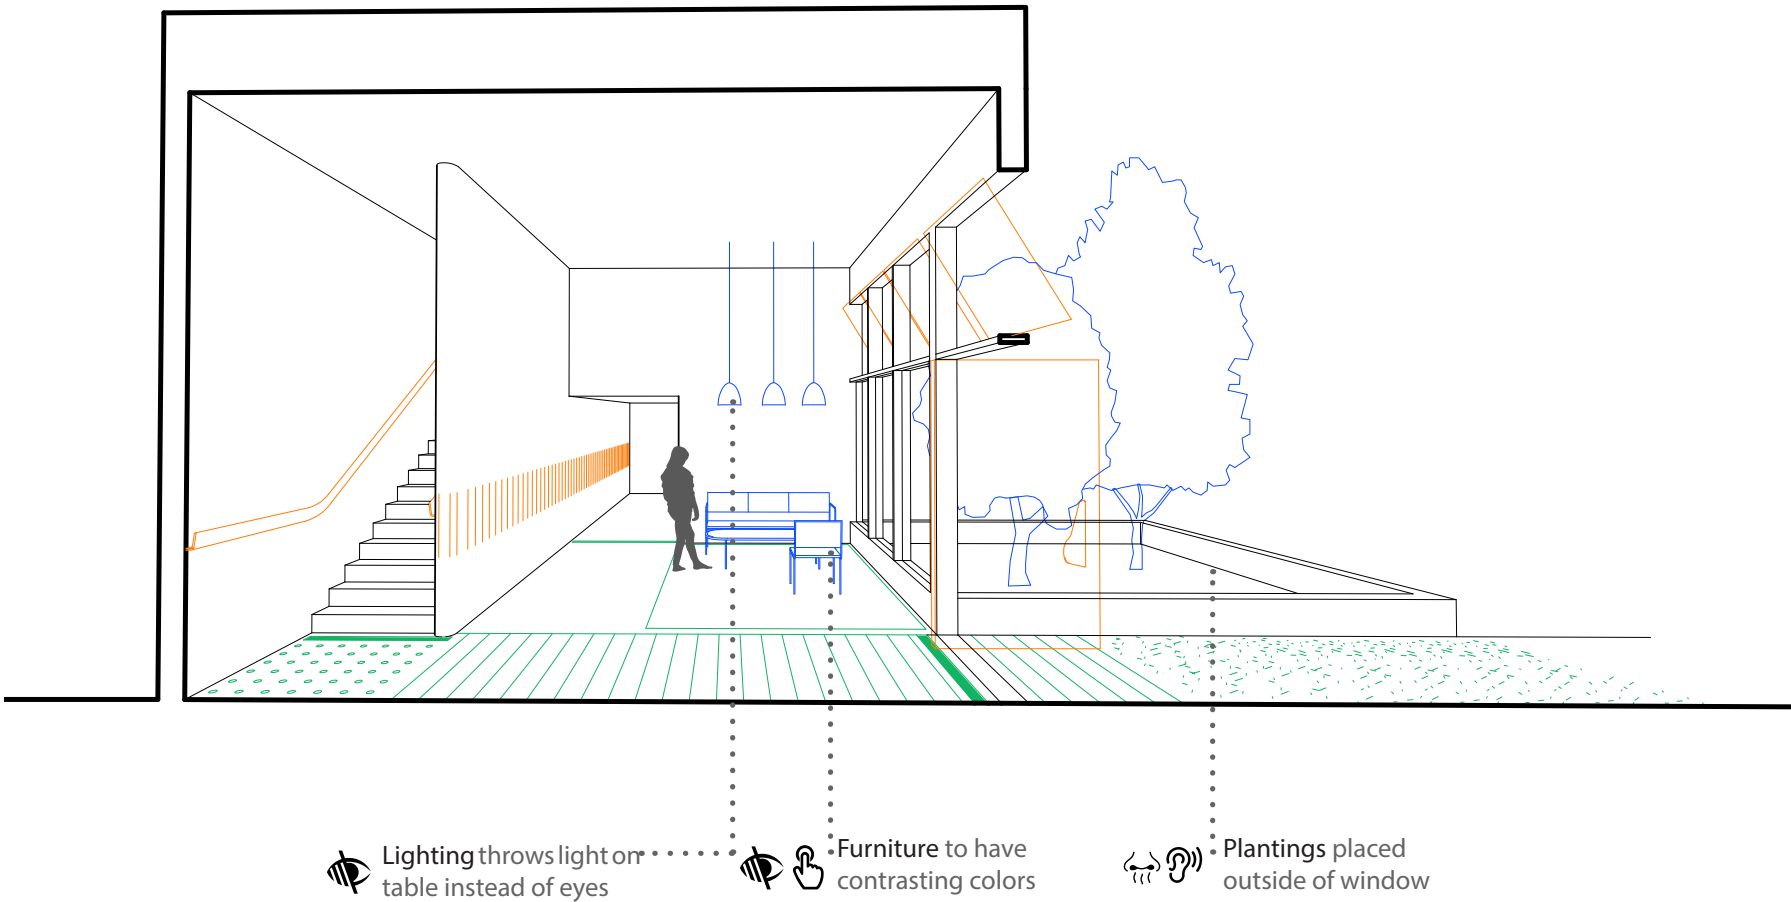 Lighting throws light on
table instead of eyes
Furniture to have
contrasting colors
Plantings placed
outside of window